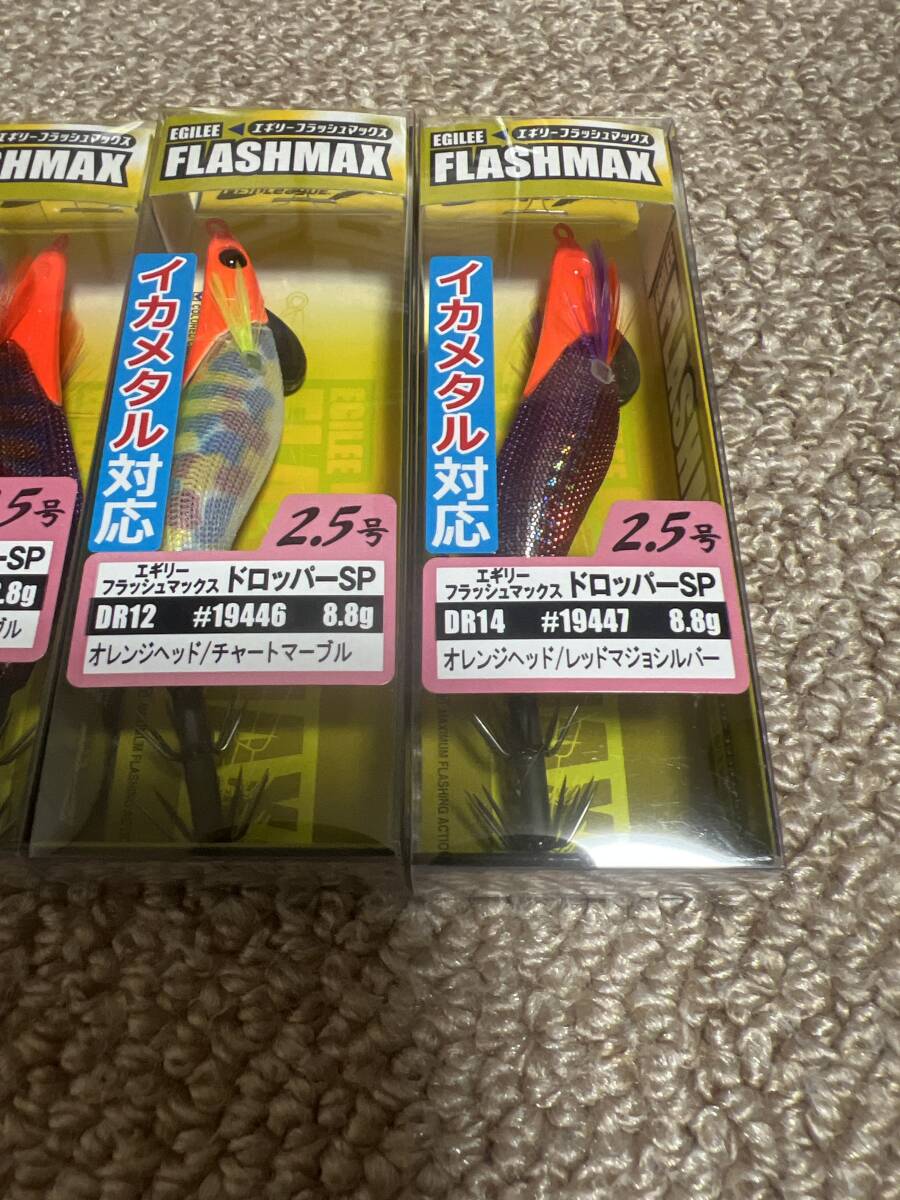 エギリーフラッシュマックス
SHMAX
5号
ーSP
.8g
ブル
EGILEE エギリーフラッシュマックス
FLASHMAX
イカメタル対応
EGILEE
2.5号
エギリー
フラッシュマックス ドロッパーSP
DR12 #19446 8.8g
オレンジヘッド/チャートマーブル
EGILEE エギリーフラッシュマックス
FLASHMAX
イカメタル対応
EGILEE
2.5号
エギリー
フラッシュマックス ドロッパーSP
DR14 #19447 8.8g
オレンジヘッド/レッドマジョシルバー
MAXIMUM FLASHING ACTION